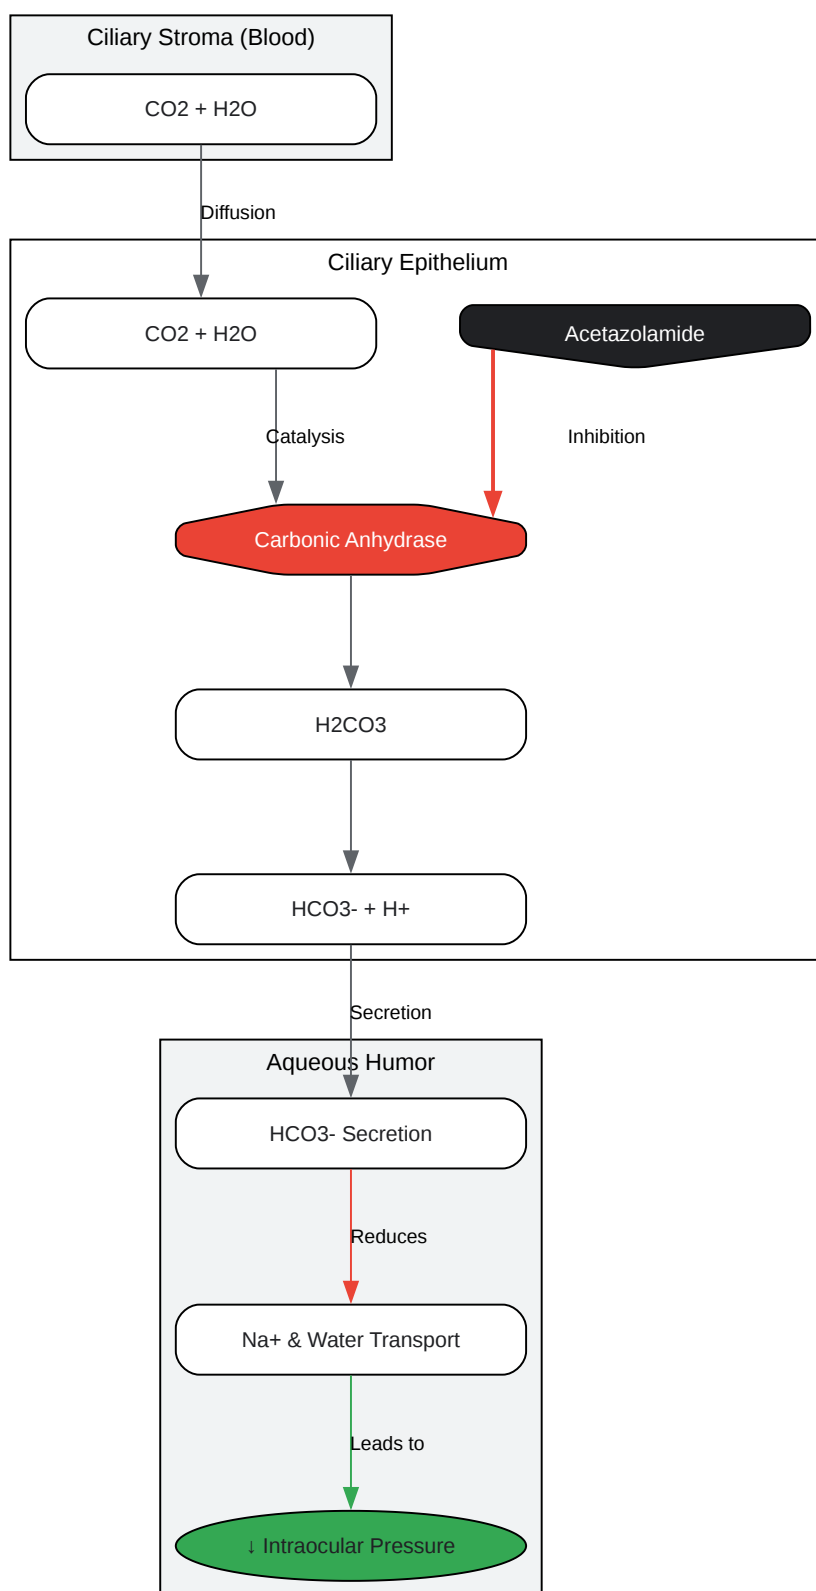 Ciliary Stroma (Blood)
CO2 + H2O
Diffusion
Ciliary Epithelium
CO2 + H2O
Acetazolamide
Catalysis
Inhibition
Carbonic Anhydrase
H2CO3
HCO3- + H+
Secretion
Aqueous Humor
HCO3- Secretion
Reduces
Na+ & Water Transport
Leads to
↓ Intraocular Pressure